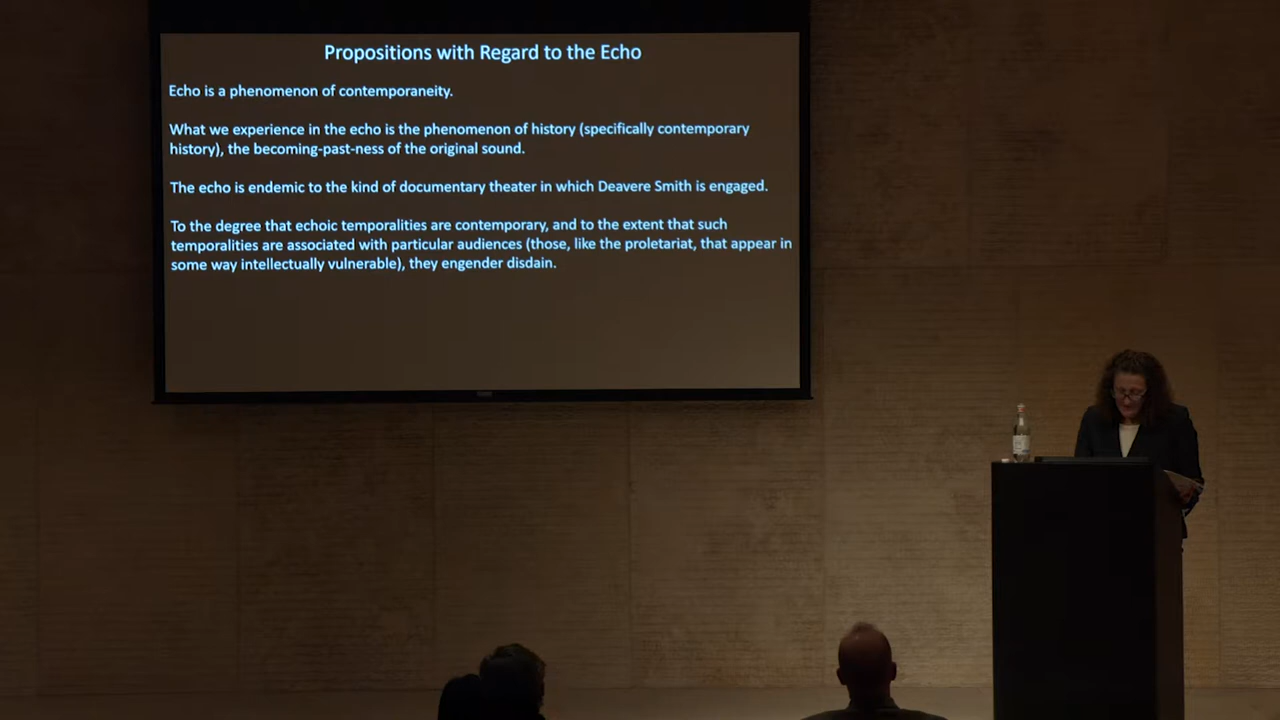 Propositions with Regard to the Echo
Echo is a phenomenon of contemporaneity.
What we experience in the echo is the phenomenon of history (specifically contemporary
history), the becoming-past-ness of the original sound.
The echo is endemic to the kind of documentary theater in which Deavere Smith is engaged.
To the degree that echoic temporalities are contemporary, and to the extent that such
temporalities are associated with particular audiences (those, like the proletariat, that appear in
some way intellectually vulnerable), they engender disdain.